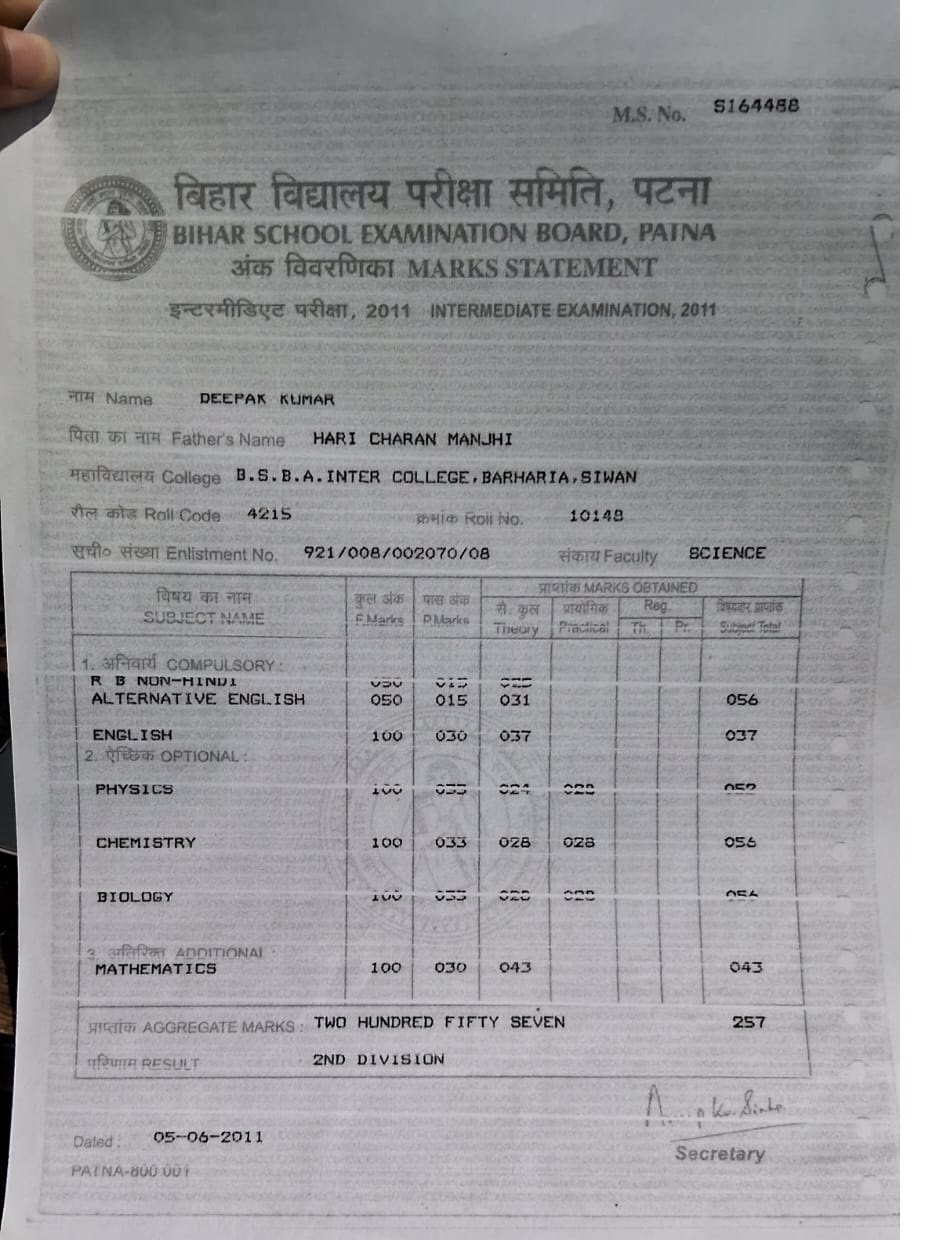 M.S. No. S164488
बिहार विद्यालय परीक्षा समिति, पटना
BIHAR SCHOOL EXAMINATION BOARD, PATNA
अंक विवरणिका MARKS STATEMENT
इन्टरमीडिएट परीक्षा, 2011 INTERMEDIATE EXAMINATION, 2011
नाम Name DEEPAK KUMAR
पिता का नाम Father's Name HARI CHARAN MANJHI
महाविद्यालय College B.S.B.A.INTER COLLEGE,BARHARIA,SIWAN
रौल कोड Roll Code 4215 क्रमांक Roll No. 10148
सूची० संख्या Enlistment No. 921/008/002070/08 संकाय Faculty SCIENCE
विषय का नाम कुल अंक पास अंक प्राप्तांक MARKS OBTAINED
SUBJECT NAME F.Marks P.Marks सै. कुल प्रायोगिक Reg. विषयवार प्राप्तांक
Theory Practical Th. Pr. Subject Total
1. अनिवार्य COMPULSORY :
R B NON-HINDI
ALTERNATIVE ENGLISH 050 015 031 056
ENGLISH 100 030 037 037
2. ऐच्छिक OPTIONAL :
PHYSICS 100
CHEMISTRY 100 033 028 028 056
BIOLOGY 100
3. अतिरिक्त ADDITIONAL :
MATHEMATICS 100 030 043 043
प्राप्तांक AGGREGATE MARKS : TWO HUNDRED FIFTY SEVEN 257
परिणाम RESULT : 2ND DIVISION
Dated : 05-06-2011
Secretary
PATNA-800 001